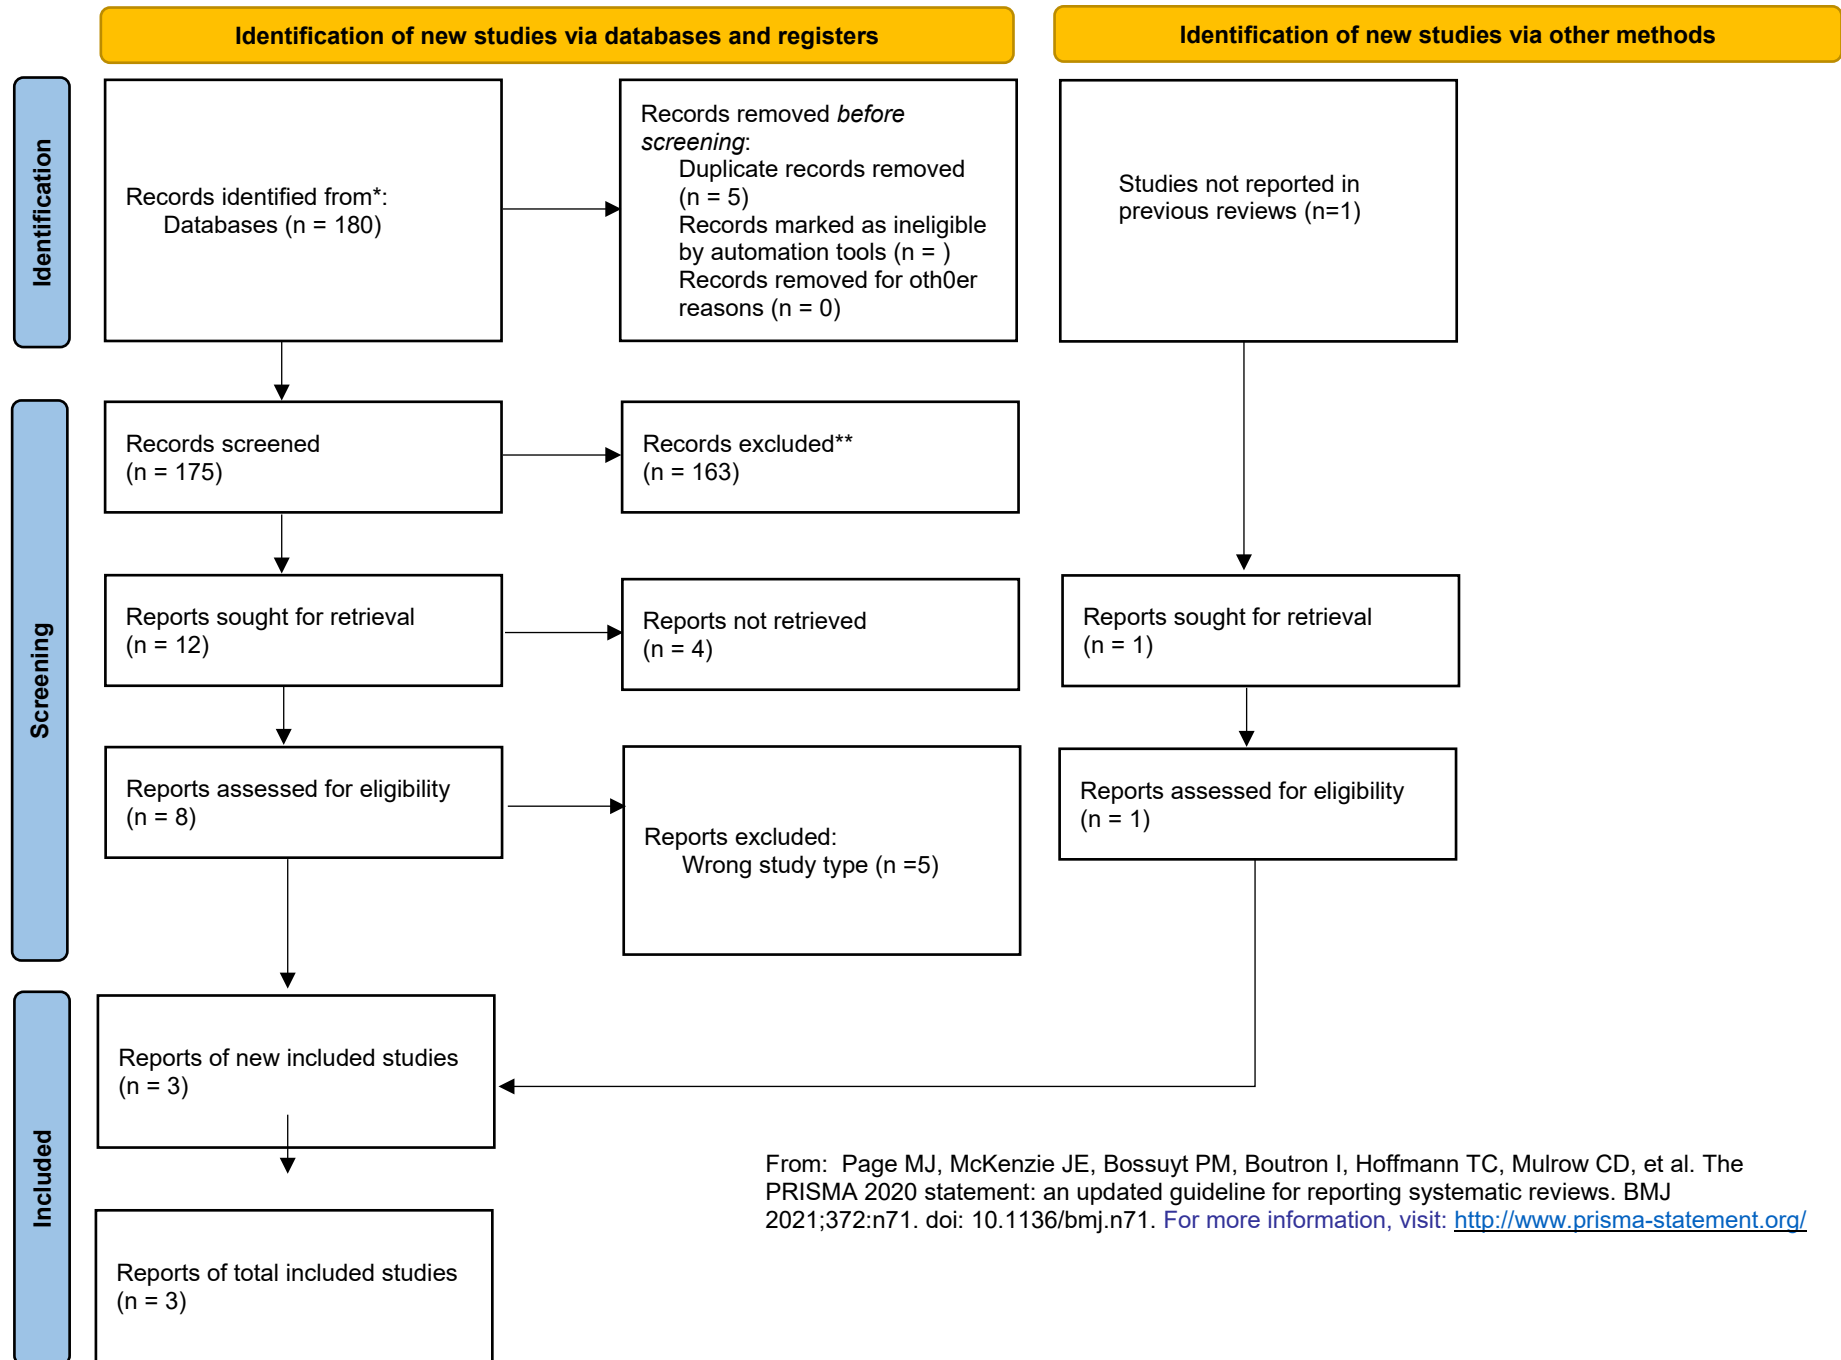 Identification of new studies via databases and registers
Identification of new studies via other methods
Identification
Records identified from*:
Databases (n = 180)
Records removed before
screening:
Duplicate records removed
(n = 5)
Records marked as ineligible
by automation tools (n = )
Records removed for oth0er
reasons (n = 0)
Studies not reported in
previous reviews (n=1)
Screening
Records screened
(n = 175)
Records excluded**
(n = 163)
Reports sought for retrieval
(n = 12)
Reports not retrieved
(n = 4)
Reports sought for retrieval
(n = 1)
Reports assessed for eligibility
(n = 8)
Reports excluded:
Wrong study type (n =5)
Reports assessed for eligibility
(n = 1)
Included
Reports of new included studies
(n = 3)
Reports of total included studies
(n = 3)
From:  Page MJ, McKenzie JE, Bossuyt PM, Boutron I, Hoffmann TC, Mulrow CD, et al. The
PRISMA 2020 statement: an updated guideline for reporting systematic reviews. BMJ
2021;372:n71. doi: 10.1136/bmj.n71. For more information, visit: http://www.prisma-statement.org/